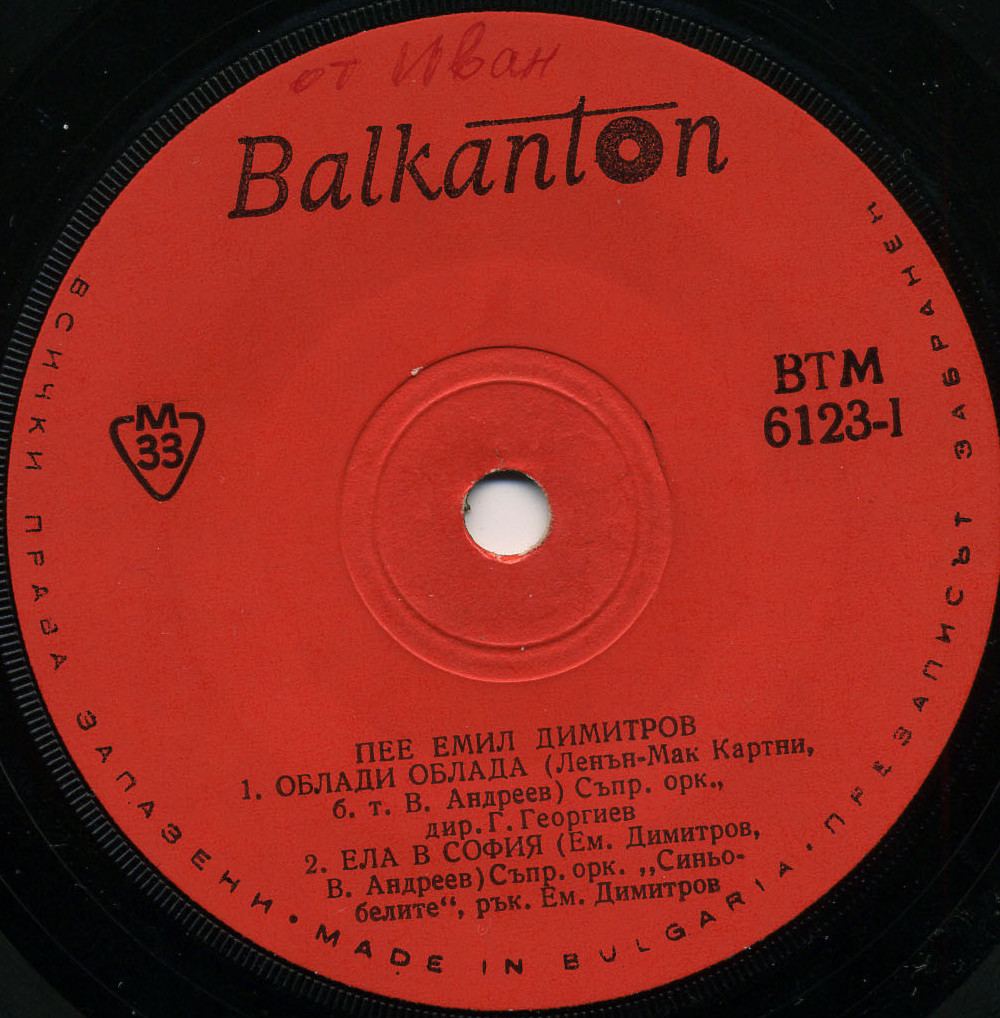 от Иван
Balkanton
ВТМ
6123-I
М
33
ПЕЕ ЕМИЛ ДИМИТРОВ
1. ОБЛАДИ ОБЛАДА (Ленън-Мак Картни,
б. т. В. Андреев) Съпр. орк.,
дир. Г. Георгиев
2. ЕЛА В СОФИЯ (Ем. Димитров,
В. Андреев) Съпр. орк. „Синьо-
белите“, рък. Ем. Димитров
ВСИЧКИ ПРАВА ЗАПАЗЕНИ • MADE IN BULGARIA • ПРЕЗАПИСЪТ ЗАБРАНЕН